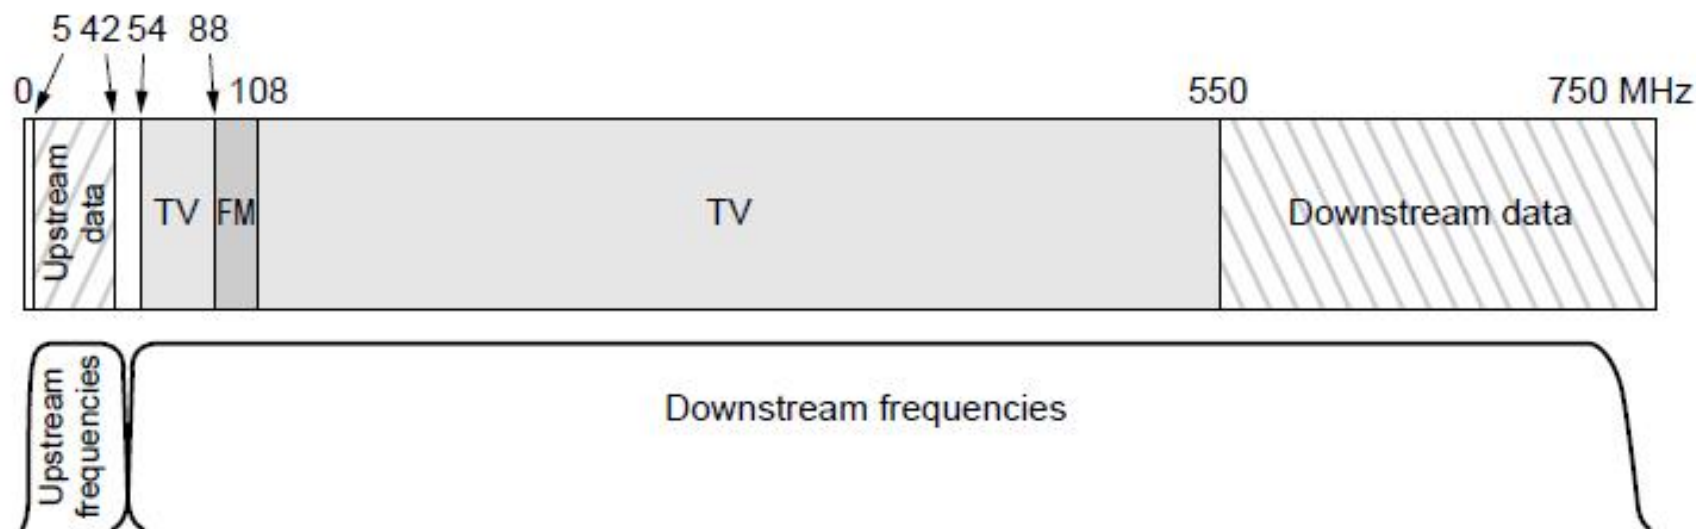 5 42 54 88
0 108 550 750 MHz
Upstream
data
TV
FM
TV
Downstream data
Upstream
frequencies
Downstream frequencies